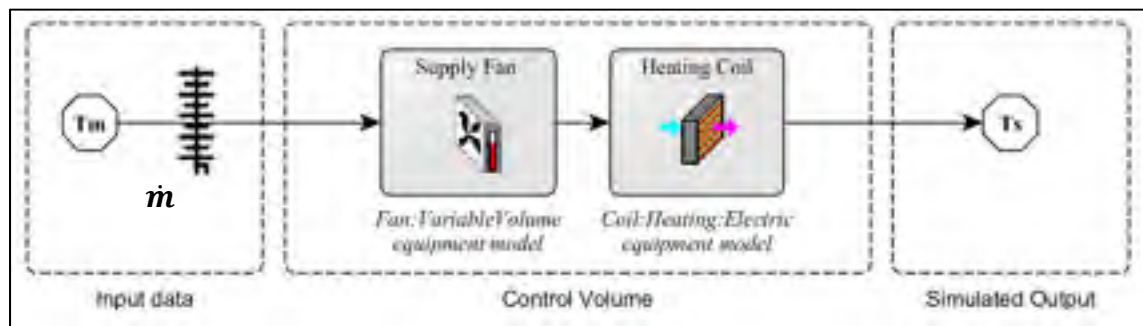 Supply Fan
Heating Coil
Tm
Ts
ṁ
Fan:VariableVolume
equipment model
Coil:Heating:Electric
equipment model
Input data
Control Volume
Simulated Output